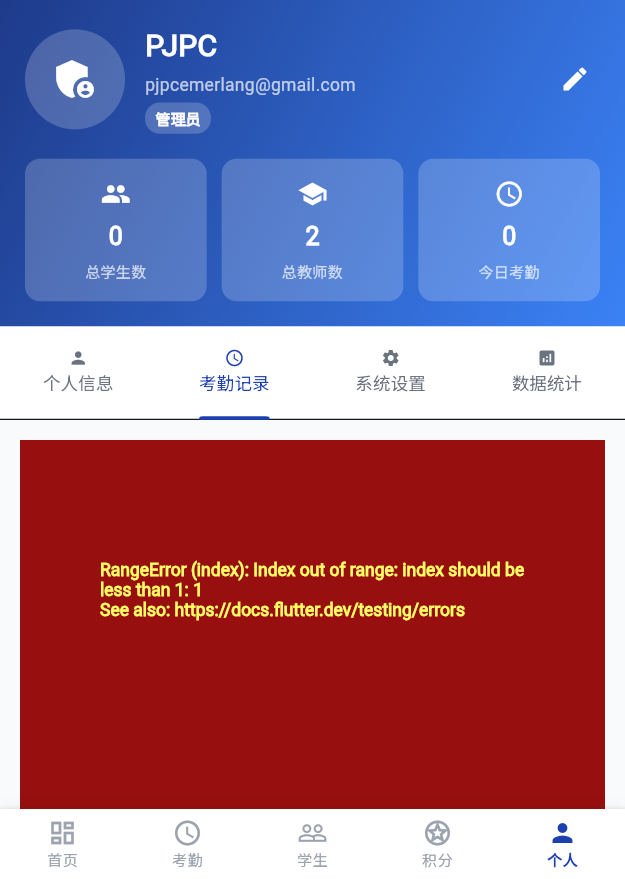 PJPC
pjpcemerlang@gmail.com
管理员
0
2
0
总学生数
总教师数
今日考勤
个人信息
考勤记录
系统设置
数据统计
RangeError (index): Index out of range: index should be
less than 1: 1
See also: https://docs.flutter.dev/testing/errors
首页
考勤
学生
积分
个人